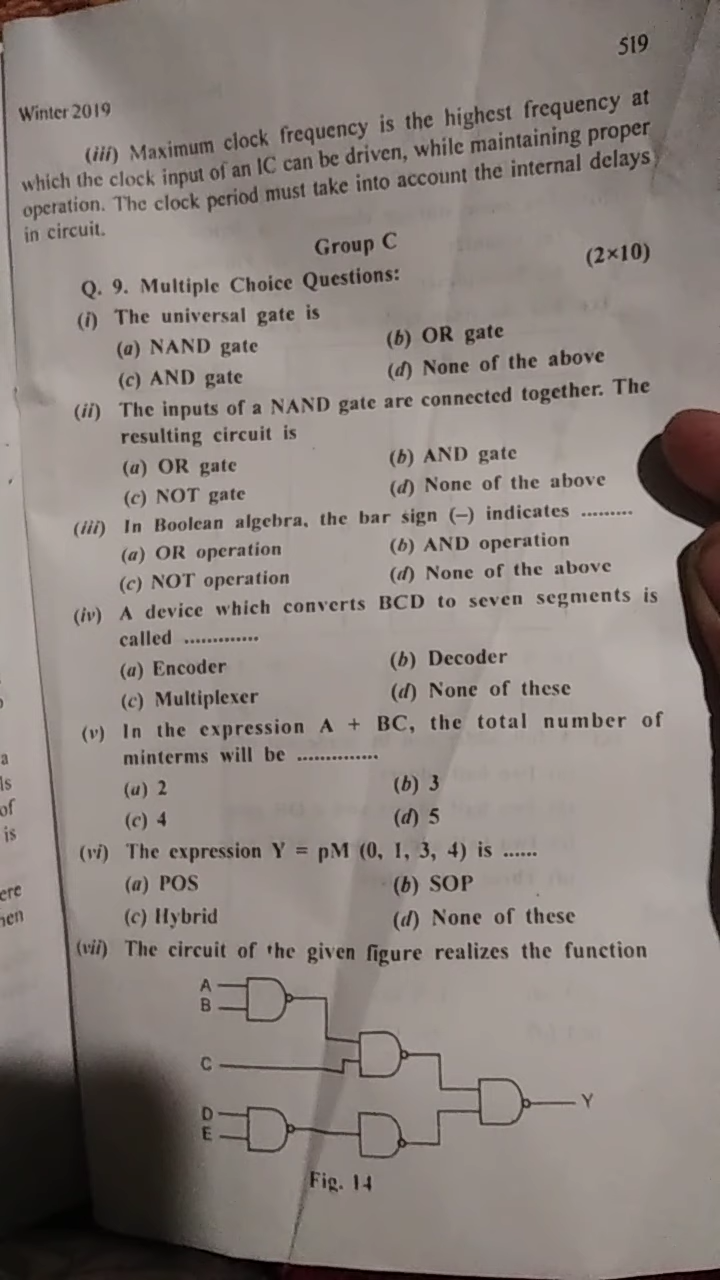 519
Winter 2019
(iii) Maximum clock frequency is the highest frequency at
which the clock input of an IC can be driven, while maintaining proper
operation. The clock period must take into account the internal delays
in circuit.
Group C
Q. 9. Multiple Choice Questions: (2×10)
(i) The universal gate is
(a) NAND gate (b) OR gate
(c) AND gate (d) None of the above
(ii) The inputs of a NAND gate are connected together. The
resulting circuit is
(a) OR gate (b) AND gate
(c) NOT gate (d) None of the above
(iii) In Boolean algebra, the bar sign (–) indicates .........
(a) OR operation (b) AND operation
(c) NOT operation (d) None of the above
(iv) A device which converts BCD to seven segments is
called .............
(a) Encoder (b) Decoder
(c) Multiplexer (d) None of these
(v) In the expression A + BC, the total number of
minterms will be ..............
(a) 2 (b) 3
(c) 4 (d) 5
(vi) The expression Y = pM (0, 1, 3, 4) is ......
(a) POS (b) SOP
(c) Hybrid (d) None of these
(vii) The circuit of the given figure realizes the function
A
B
C
D
E
Y
Fig. 14
a
ls
of
is
ere